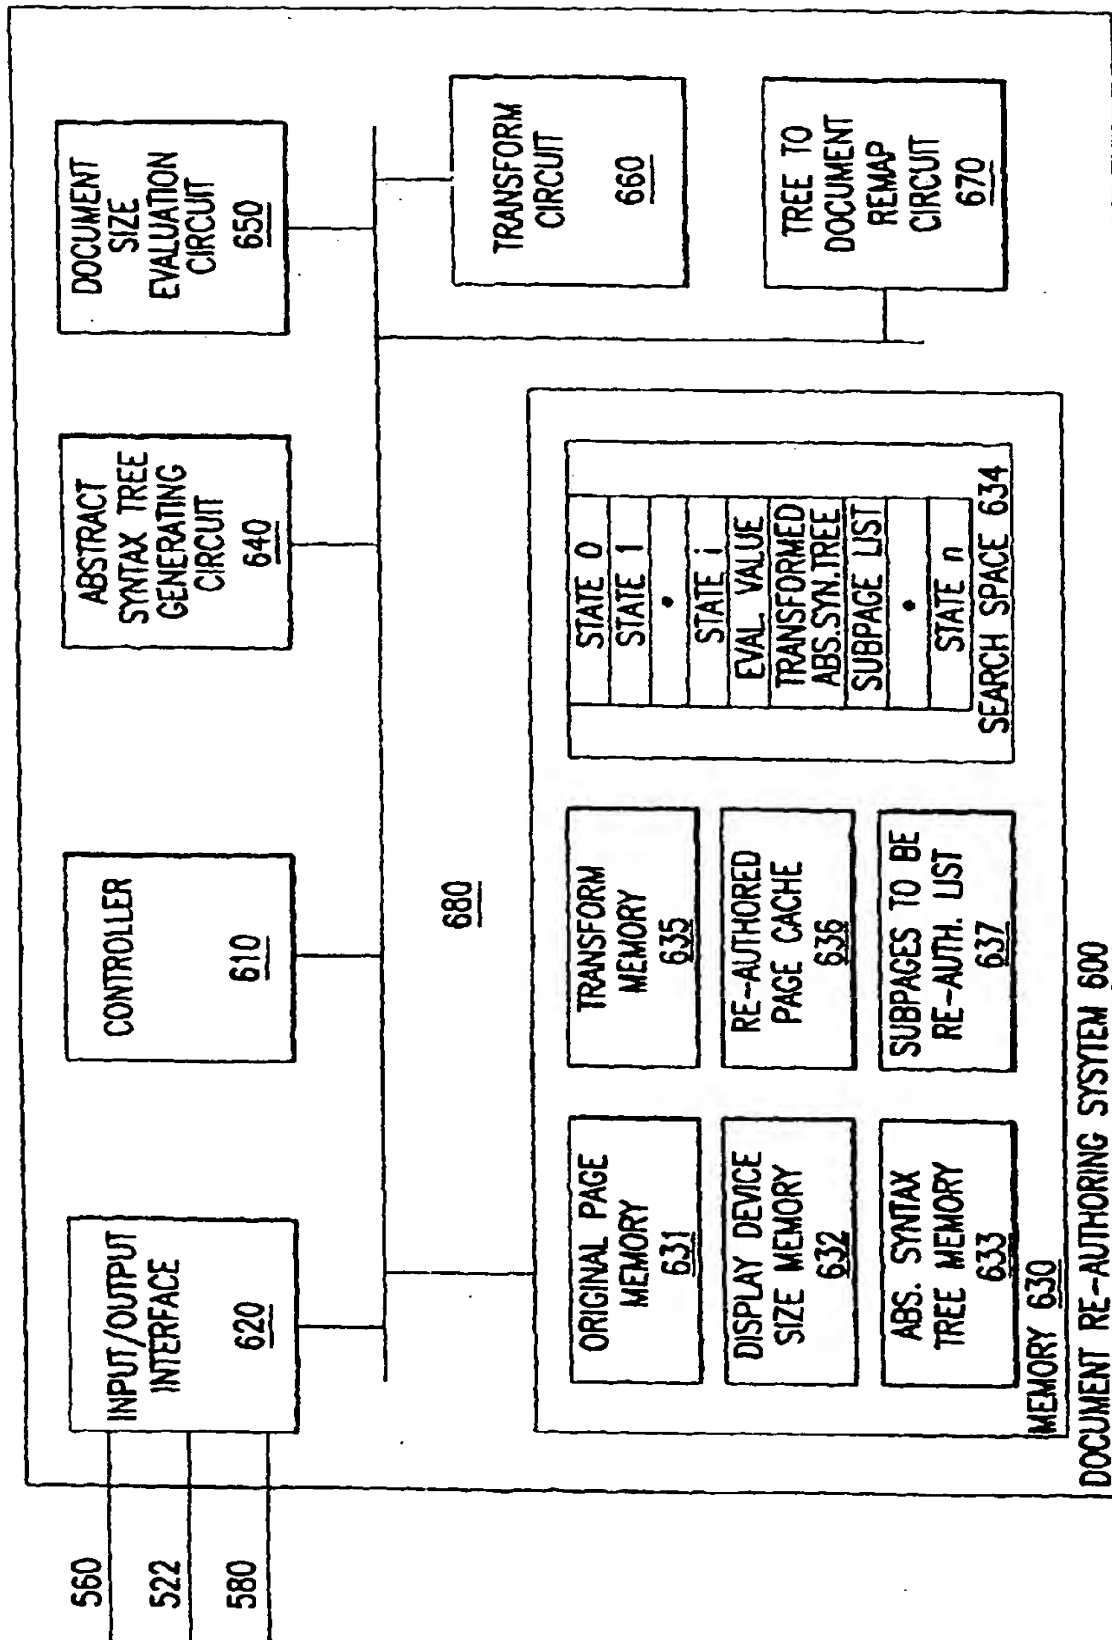 560
522
580
INPUT/OUTPUT
INTERFACE
620
CONTROLLER
610
ABSTRACT
SYNTAX TREE
GENERATING
CIRCUIT
640
DOCUMENT
SIZE
EVALUATION
CIRCUIT
650
TRANSFORM
CIRCUIT
660
TREE TO
DOCUMENT
REMAP
CIRCUIT
670
680
ORIGINAL PAGE
MEMORY
631
DISPLAY DEVICE
SIZE MEMORY
632
ABS. SYNTAX
TREE MEMORY
633
TRANSFORM
MEMORY
635
RE-AUTHORED
PAGE CACHE
636
SUBPAGES TO BE
RE-AUTH. LIST
637
STATE 0
STATE 1
•
STATE i
EVAL. VALUE
TRANSFORMED
ABS.SYN.TREE
SUBPAGE LIST
•
STATE n
SEARCH SPACE 634
MEMORY 630
DOCUMENT RE-AUTHORING SYSYTEM 600